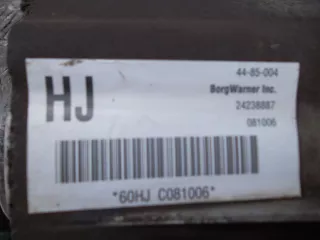 44-85-004
HJ
BorgWarner Inc.
24238887
081006
*60HJ C081006*